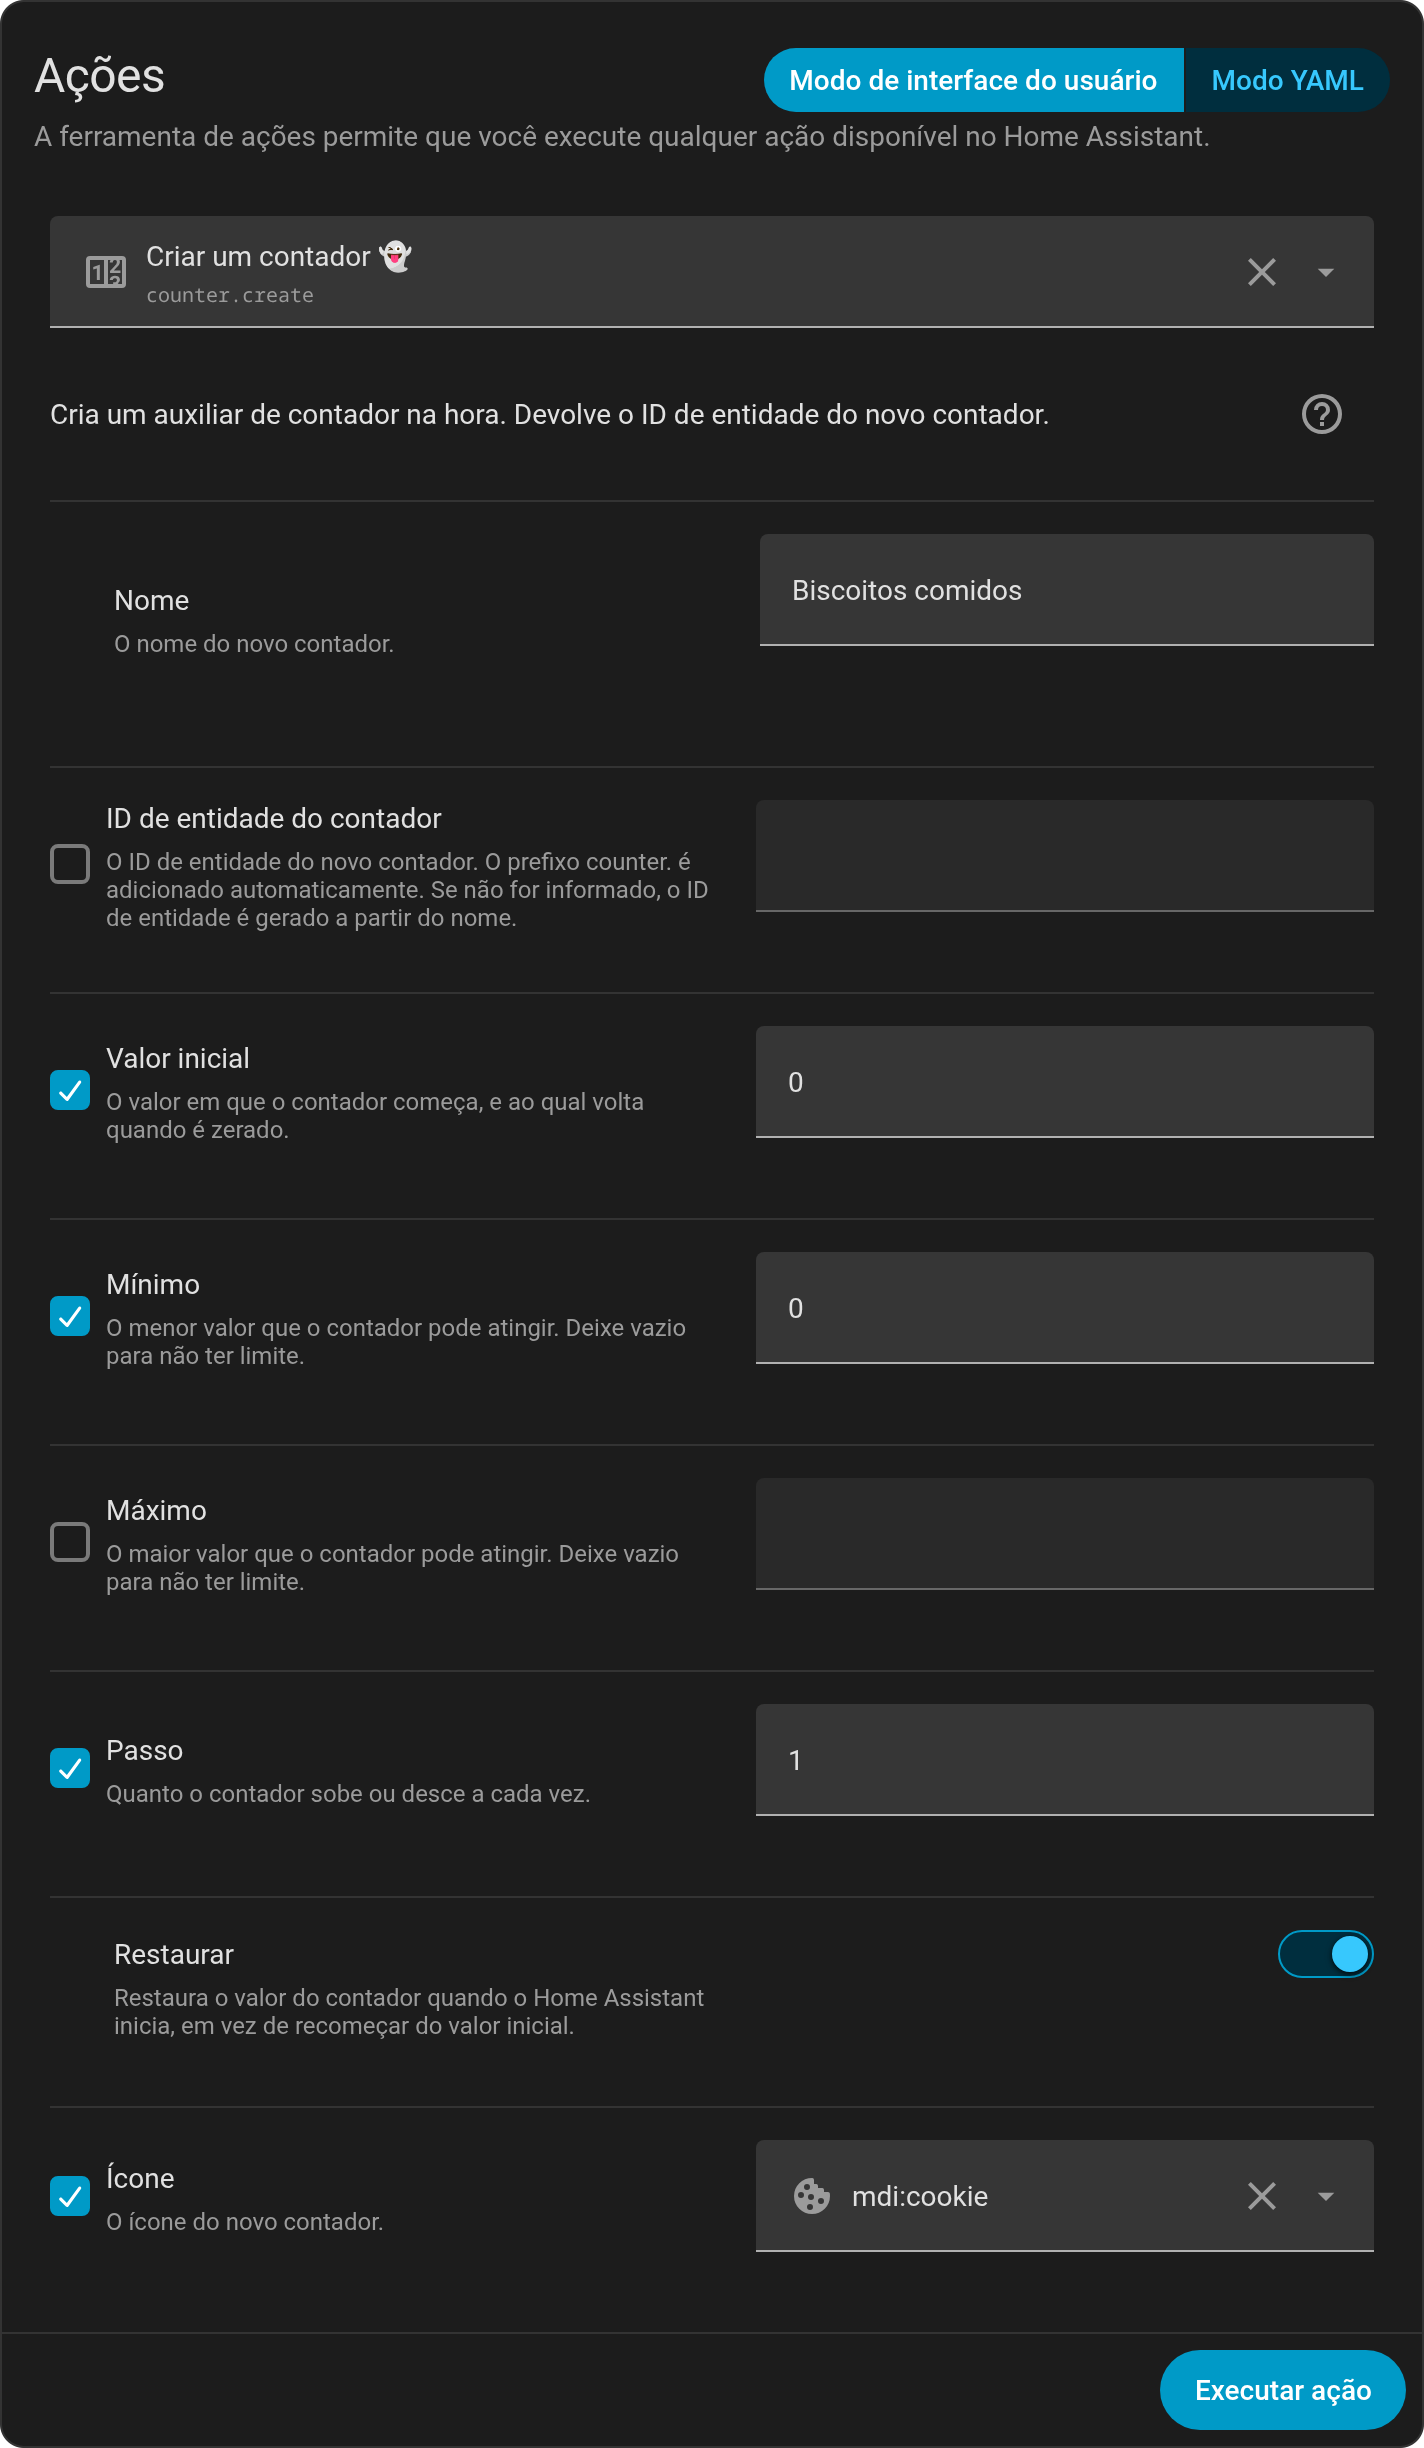 Ações
Modo de interface do usuário
Modo YAML
A ferramenta de ações permite que você execute qualquer ação disponível no Home Assistant.
Criar um contador 👻
counter.create
Cria um auxiliar de contador na hora. Devolve o ID de entidade do novo contador.
Nome
O nome do novo contador.
Biscoitos comidos
ID de entidade do contador
O ID de entidade do novo contador. O prefixo counter. é
adicionado automaticamente. Se não for informado, o ID
de entidade é gerado a partir do nome.
Valor inicial
O valor em que o contador começa, e ao qual volta
quando é zerado.
0
Mínimo
O menor valor que o contador pode atingir. Deixe vazio
para não ter limite.
0
Máximo
O maior valor que o contador pode atingir. Deixe vazio
para não ter limite.
Passo
Quanto o contador sobe ou desce a cada vez.
1
Restaurar
Restaura o valor do contador quando o Home Assistant
inicia, em vez de recomeçar do valor inicial.
Ícone
O ícone do novo contador.
mdi:cookie
Executar ação